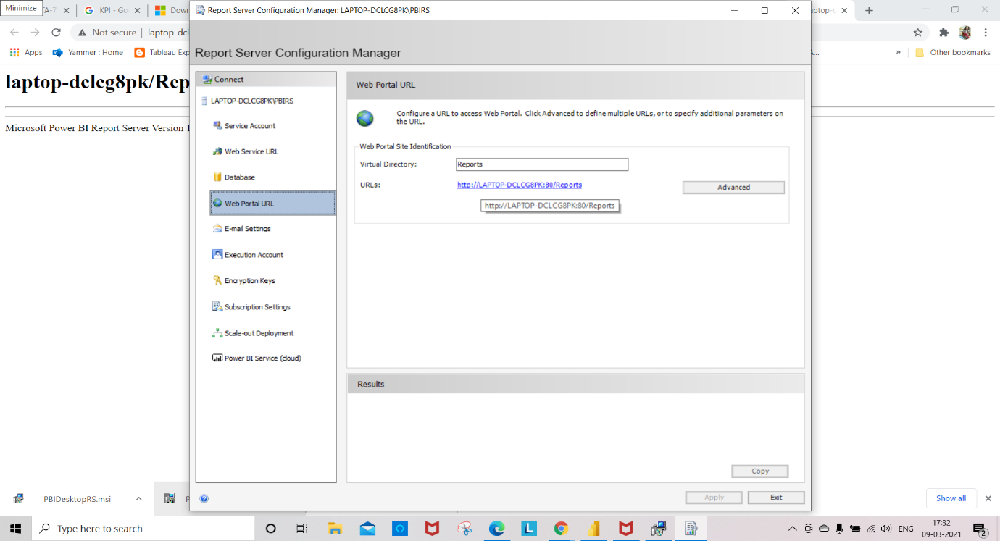 Minimize
TA-7
KPI - Go
Down
Report Server Configuration Manager: LAPTOP-DCLCG8PK\PBIRS
Not secure
laptop-dcl
Apps
Yammer : Home
Tableau Exp
»
Other bookmarks
Report Server Configuration Manager
laptop-dclcg8pk/Rep
Microsoft Power BI Report Server Version 1
Connect
LAPTOP-DCLCG8PK\PBIRS
Service Account
Web Service URL
Database
Web Portal URL
E-mail Settings
Execution Account
Encryption Keys
Subscription Settings
Scale-out Deployment
Power BI Service (cloud)
Web Portal URL
Configure a URL to access Web Portal. Click Advanced to define multiple URLs, or to specify additional parameters on
the URL.
Web Portal Site Identification
Virtual Directory:
Reports
URLs:
http://LAPTOP-DCLCG8PK:80/Reports
Advanced
http://LAPTOP-DCLCG8PK:80/Reports
Results
Copy
Apply
Exit
PBIDesktopRS.msi
Show all
Type here to search
ENG
17:32
09-03-2021
2